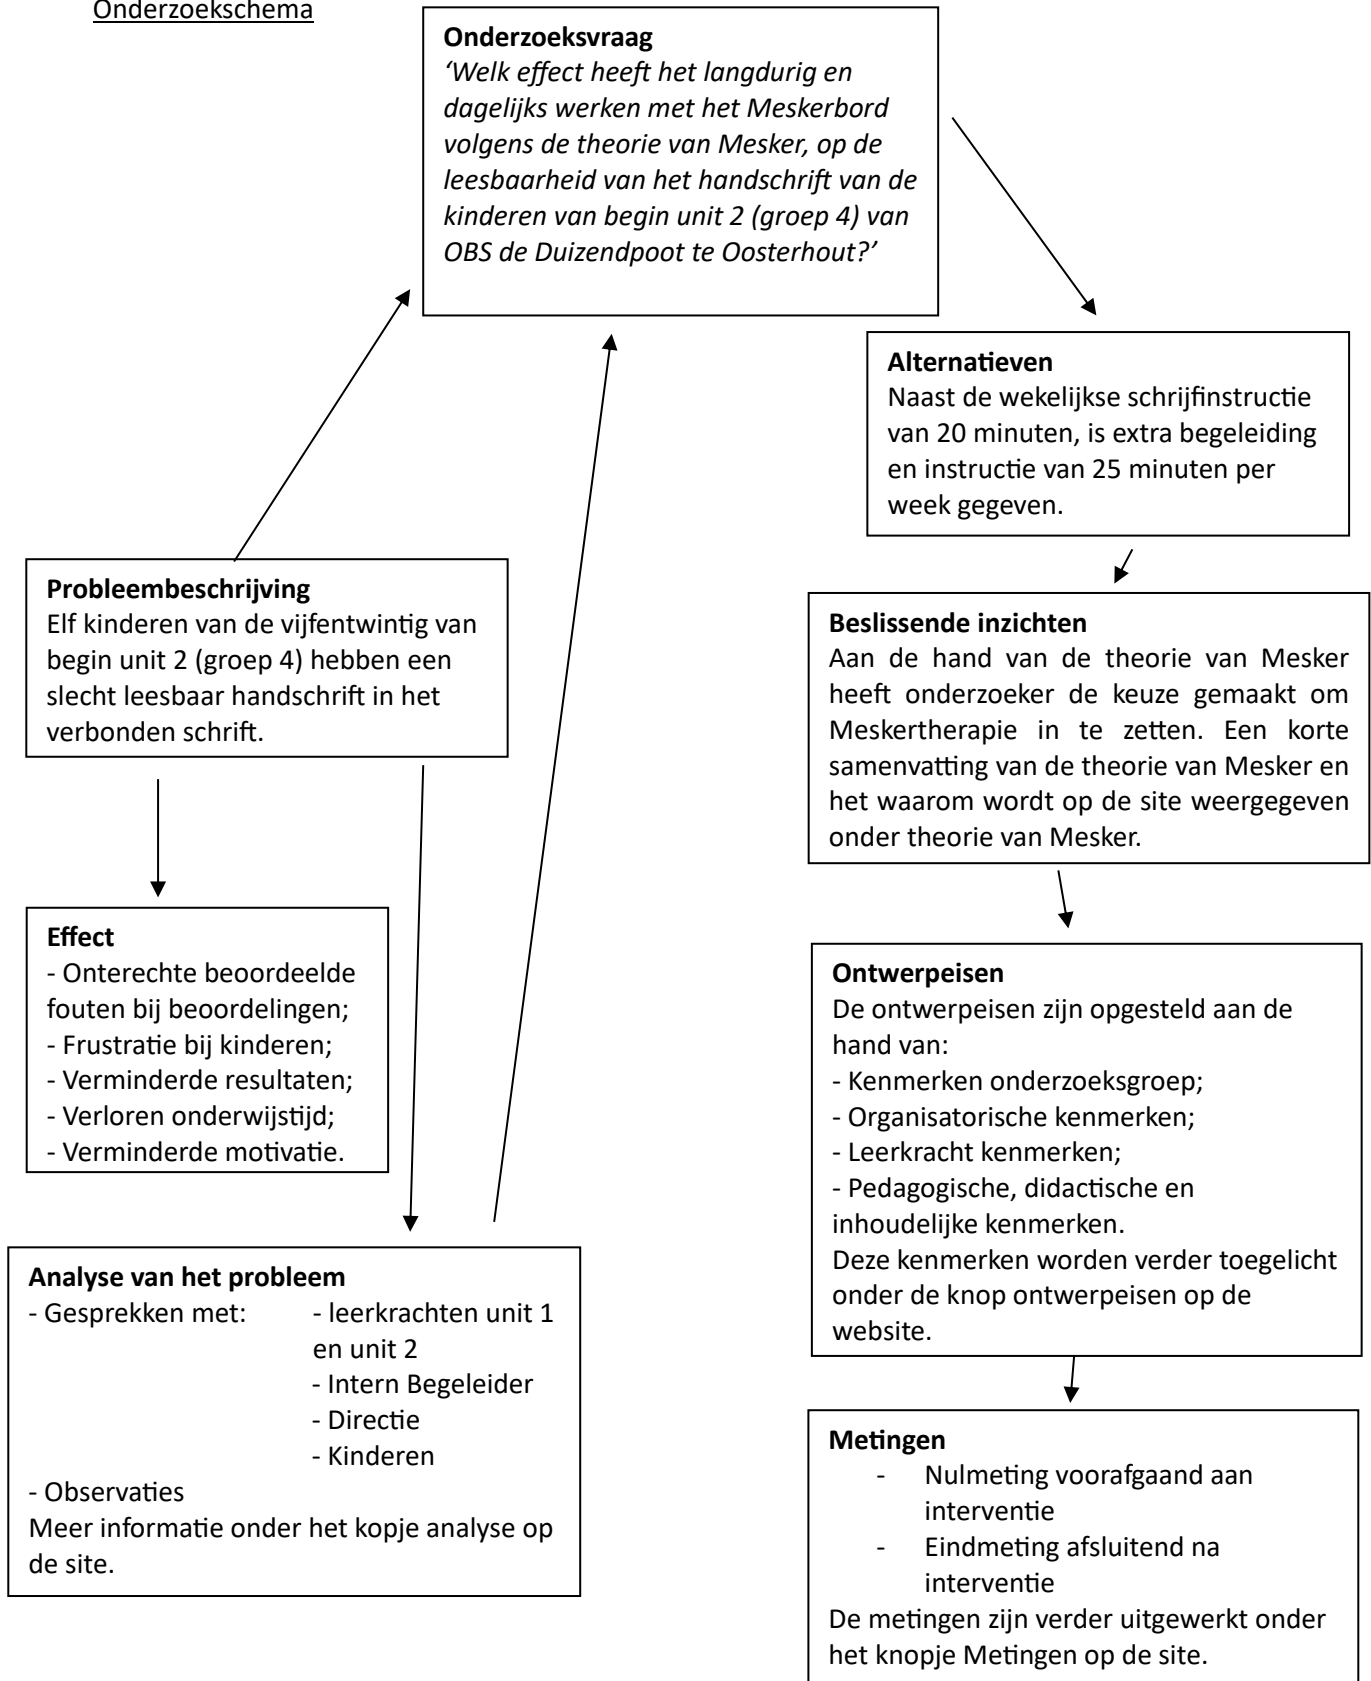 Onderzoekschema
Onderzoeksvraag
‘Welk effect heeft het langdurig en
dagelijks werken met het Meskerbord
volgens de theorie van Mesker, op de
leesbaarheid van het handschrift van de
kinderen van begin unit 2 (groep 4) van
OBS de Duizendpoot te Oosterhout?’
Alternatieven
Naast de wekelijkse schrijfinstructie
van 20 minuten, is extra begeleiding
en instructie van 25 minuten per
week gegeven.
Probleembeschrijving
Elf kinderen van de vijfentwintig van
begin unit 2 (groep 4) hebben een
slecht leesbaar handschrift in het
verbonden schrift.
Beslissende inzichten
Aan de hand van de theorie van Mesker
heeft onderzoeker de keuze gemaakt om
Meskertherapie in te zetten. Een korte
samenvatting van de theorie van Mesker en
het waarom wordt op de site weergegeven
onder theorie van Mesker.
Effect
- Onterechte beoordeelde
fouten bij beoordelingen;
- Frustratie bij kinderen;
- Verminderde resultaten;
- Verloren onderwijstijd;
- Verminderde motivatie.
Ontwerpeisen
De ontwerpeisen zijn opgesteld aan de
hand van:
- Kenmerken onderzoeksgroep;
- Organisatorische kenmerken;
- Leerkracht kenmerken;
- Pedagogische, didactische en
inhoudelijke kenmerken.
Deze kenmerken worden verder toegelicht
onder de knop ontwerpeisen op de
website.
Analyse van het probleem
- Gesprekken met: - leerkrachten unit 1
en unit 2
- Intern Begeleider
- Directie
- Kinderen
- Observaties
Meer informatie onder het kopje analyse op
de site.
Metingen
- Nulmeting voorafgaand aan
interventie
- Eindmeting afsluitend na
interventie
De metingen zijn verder uitgewerkt onder
het knopje Metingen op de site.